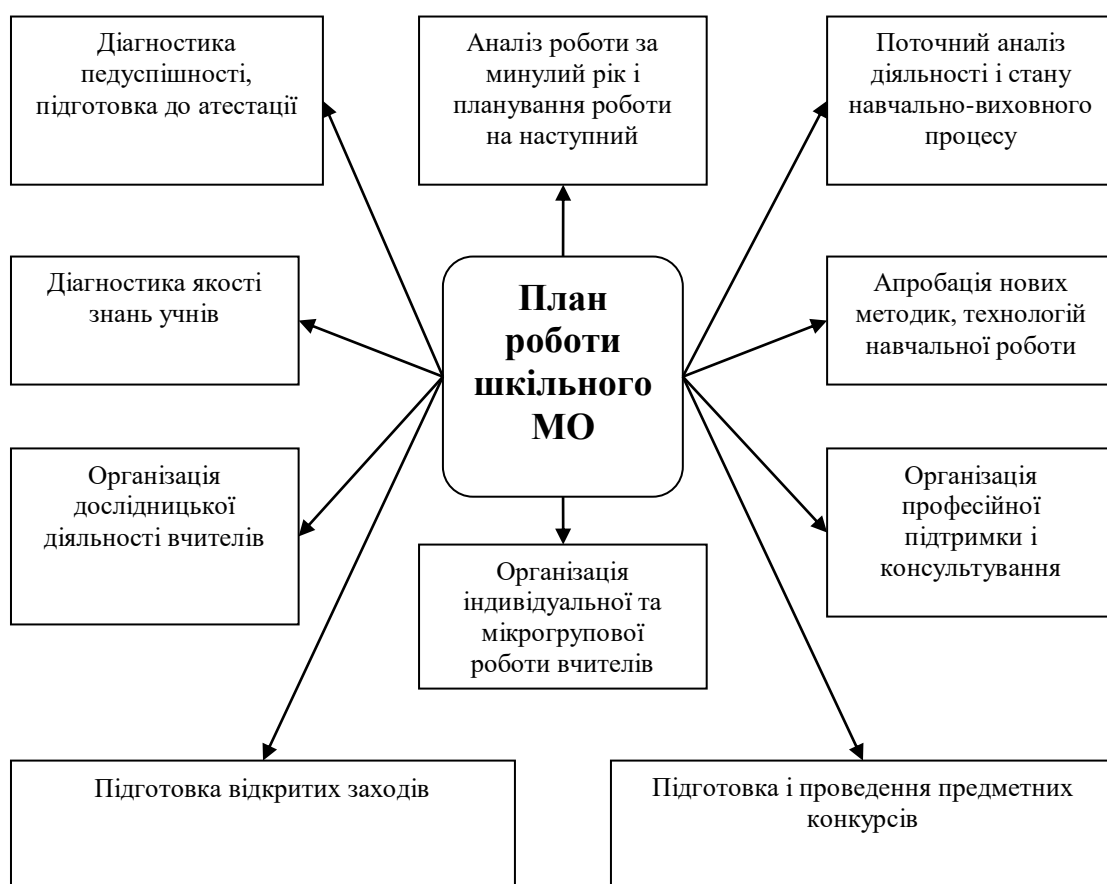 Діагностика
педуспішності,
підготовка до атестації
Аналіз роботи за
минулий рік і
планування роботи
на наступний
Поточний аналіз
діяльності і стану
навчально-виховного
процесу
Діагностика якості
знань учнів
План
роботи
шкільного
МО
Апробація нових
методик, технологій
навчальної роботи
Організація
дослідницької
діяльності вчителів
Організація
індивідуальної та
мікрогрупової
роботи вчителів
Організація
професійної
підтримки і
консультування
Підготовка відкритих заходів
Підготовка і проведення предметних
конкурсів